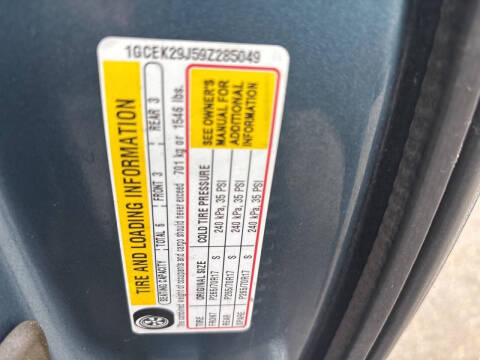 1GCEK29J59Z285049
TIRE AND LOADING INFORMATION
SEATING CAPACITY TOTAL 6 FRONT 3 REAR 3
The combined weight of occupants and cargo should never exceed 701 kg or 1546 lbs.
TIRE ORIGINAL SIZE COLD TIRE PRESSURE
FRONT P265/70R17 S 240 kPa, 35 PSI
REAR P265/70R17 S 240 kPa, 35 PSI
SPARE P265/70R17 S 240 kPa, 35 PSI
SEE OWNER'S
MANUAL FOR
ADDITIONAL
INFORMATION